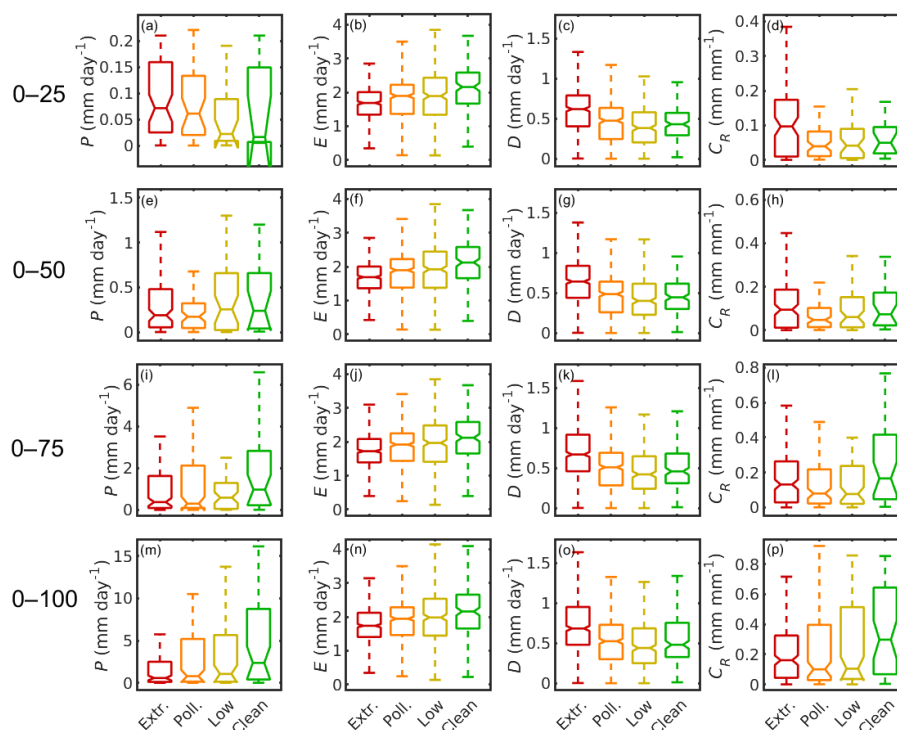 0–25
(a)
P (mm day⁻¹)
0.2
0.15
0.1
0.05
0
(b)
E (mm day⁻¹)
4
2
0
(c)
D (mm day⁻¹)
1.5
1
0.5
0
(d)
C_R (mm mm⁻¹)
0.4
0.3
0.2
0.1
0
0–50
(e)
P (mm day⁻¹)
1.5
1
0.5
0
(f)
E (mm day⁻¹)
4
2
0
(g)
D (mm day⁻¹)
1.5
1
0.5
0
(h)
C_R (mm mm⁻¹)
0.6
0.4
0.2
0
0–75
(i)
P (mm day⁻¹)
6
4
2
0
(j)
E (mm day⁻¹)
4
3
2
1
0
(k)
D (mm day⁻¹)
1.5
1
0.5
0
(l)
C_R (mm mm⁻¹)
0.8
0.6
0.4
0.2
0
0–100
(m)
P (mm day⁻¹)
15
10
5
0
(n)
E (mm day⁻¹)
4
3
2
1
0
(o)
D (mm day⁻¹)
1.5
1
0.5
0
(p)
C_R (mm mm⁻¹)
0.8
0.6
0.4
0.2
0
Extr. Poll. Low Clean
Extr. Poll. Low Clean
Extr. Poll. Low Clean
Extr. Poll. Low Clean